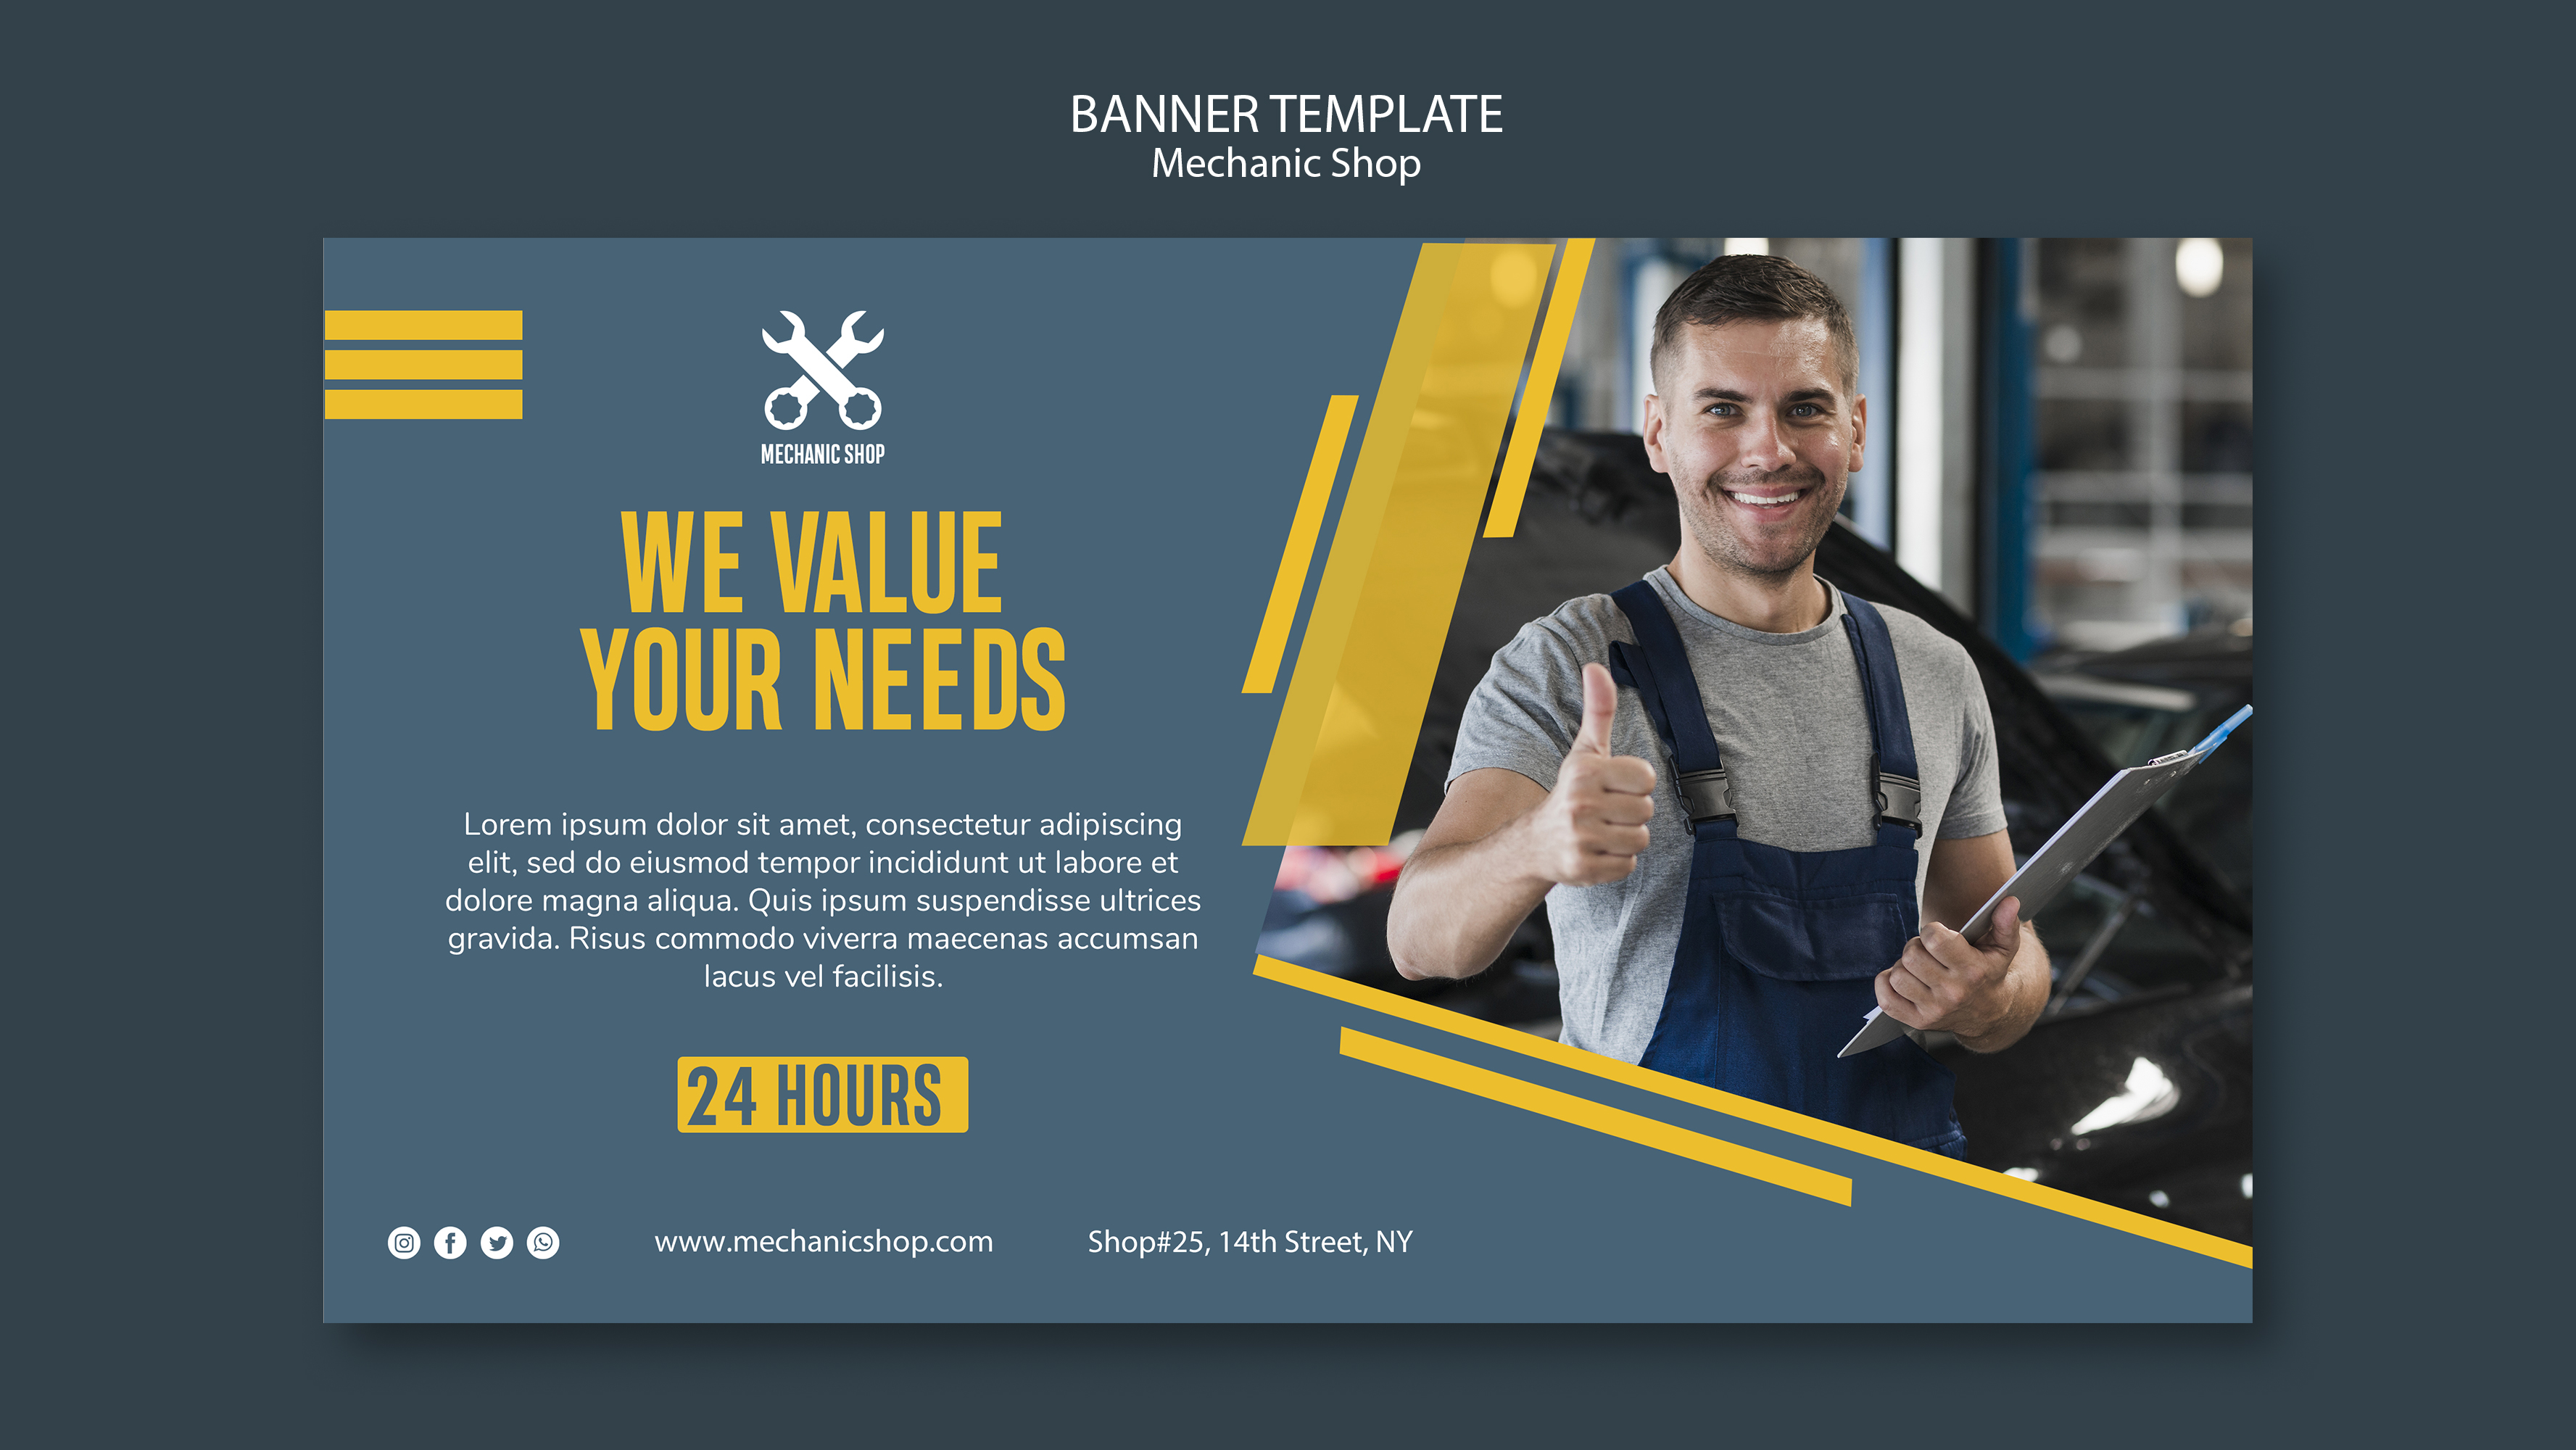 BANNER TEMPLATE
Mechanic Shop
MECHANIC SHOP
WE VALUE
YOUR NEEDS
Lorem ipsum dolor sit amet, consectetur adipiscing
elit, sed do eiusmod tempor incididunt ut labore et
dolore magna aliqua. Quis ipsum suspendisse ultrices
gravida. Risus commodo viverra maecenas accumsan
lacus vel facilisis.
24 HOURS
www.mechanicshop.com
Shop#25, 14th Street, NY